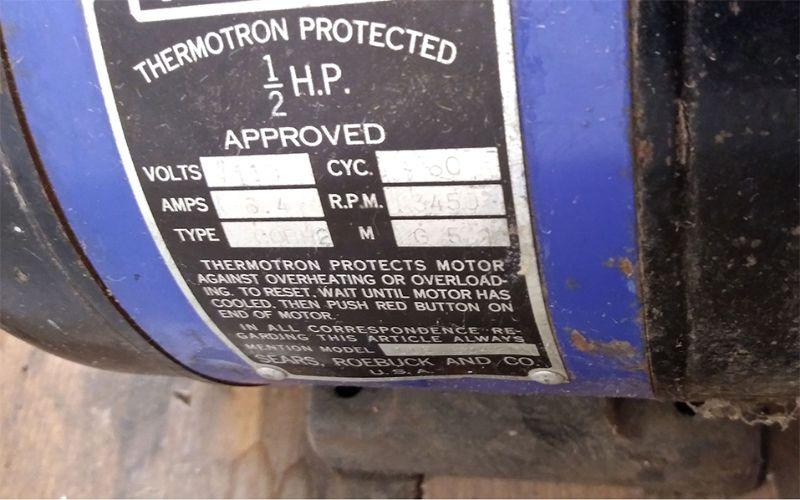 THERMOTRON PROTECTED
1/2 H.P.
APPROVED
VOLTS CYC. 60
AMPS R.P.M. 3450
TYPE M
THERMOTRON PROTECTS MOTOR
AGAINST OVERHEATING OR OVERLOAD-
ING. TO RESET, WAIT UNTIL MOTOR HAS
COOLED. THEN PUSH RED BUTTON ON
END OF MOTOR.
IN ALL CORRESPONDENCE RE-
GARDING THIS ARTICLE ALWAYS
MENTION MODEL
SEARS, ROEBUCK AND CO.
U.S.A.